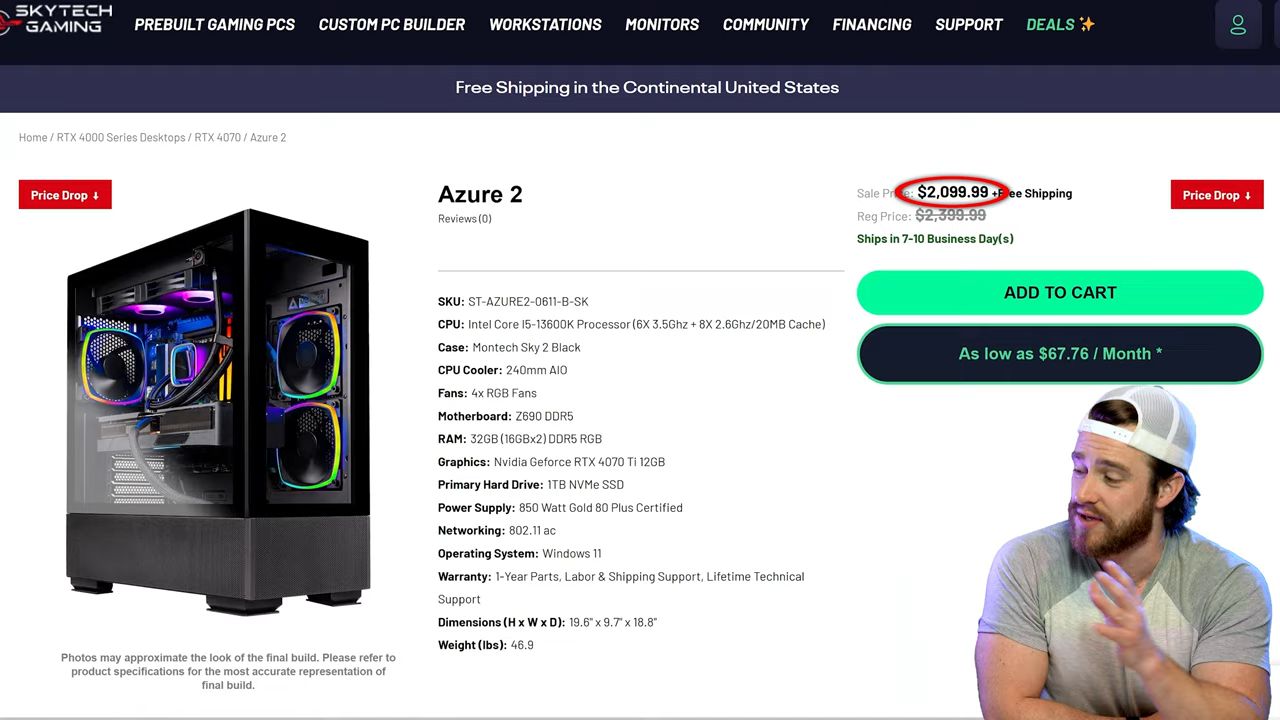 SKYTECH
GAMING
PREBUILT GAMING PCS
CUSTOM PC BUILDER
WORKSTATIONS
MONITORS
COMMUNITY
FINANCING
SUPPORT
DEALS ✨
Free Shipping in the Continental United States
Home / RTX 4000 Series Desktops / RTX 4070 / Azure 2
Price Drop ↓
Photos may approximate the look of the final build. Please refer to
product specifications for the most accurate representation of
final build.
Azure 2
Reviews (0)
SKU: ST-AZURE2-0611-B-SK
CPU: Intel Core I5-13600K Processor (6X 3.5Ghz + 8X 2.6Ghz/20MB Cache)
Case: Montech Sky 2 Black
CPU Cooler: 240mm AIO
Fans: 4x RGB Fans
Motherboard: Z690 DDR5
RAM: 32GB (16GBx2) DDR5 RGB
Graphics: Nvidia Geforce RTX 4070 Ti 12GB
Primary Hard Drive: 1TB NVMe SSD
Power Supply: 850 Watt Gold 80 Plus Certified
Networking: 802.11 ac
Operating System: Windows 11
Warranty: 1-Year Parts, Labor & Shipping Support, Lifetime Technical
Support
Dimensions (H x W x D): 19.6" x 9.7" x 18.8"
Weight (lbs): 46.9
Sale Price: $2,099.99 +Free Shipping
Reg Price: $2,399.99
Ships in 7-10 Business Day(s)
Price Drop ↓
ADD TO CART
As low as $67.76 / Month *